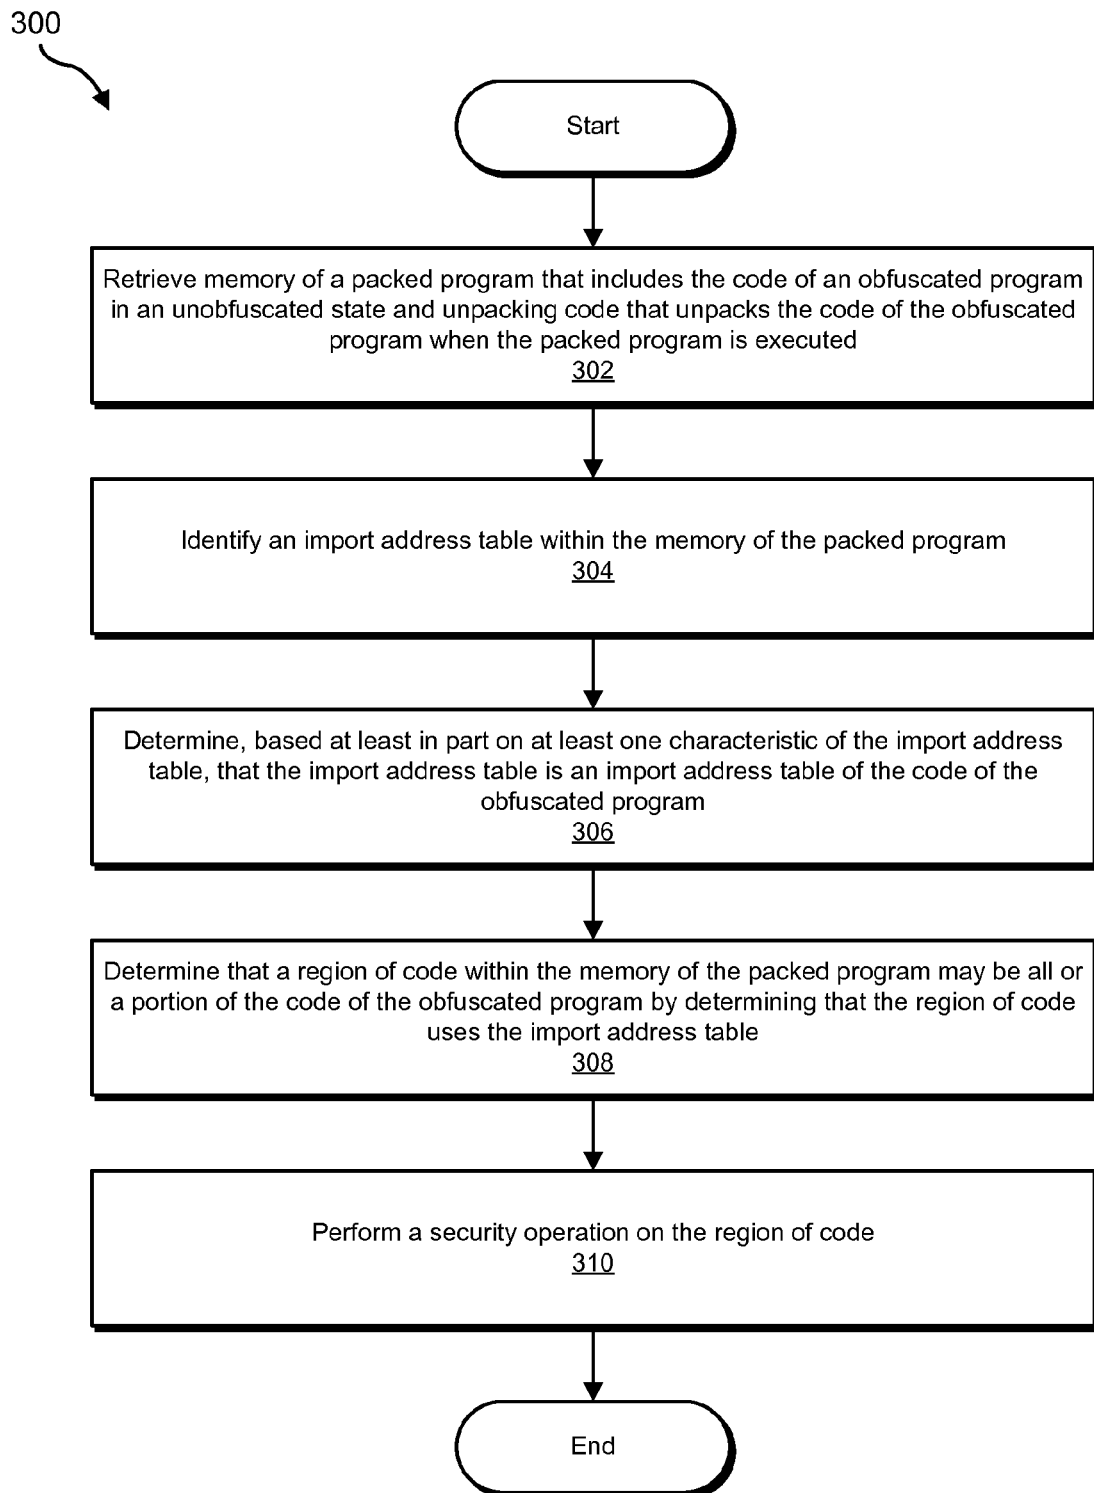 300
Start
Retrieve memory of a packed program that includes the code of an obfuscated program
in an unobfuscated state and unpacking code that unpacks the code of the obfuscated
program when the packed program is executed
302
Identify an import address table within the memory of the packed program
304
Determine, based at least in part on at least one characteristic of the import address
table, that the import address table is an import address table of the code of the
obfuscated program
306
Determine that a region of code within the memory of the packed program may be all or
a portion of the code of the obfuscated program by determining that the region of code
uses the import address table
308
Perform a security operation on the region of code
310
End